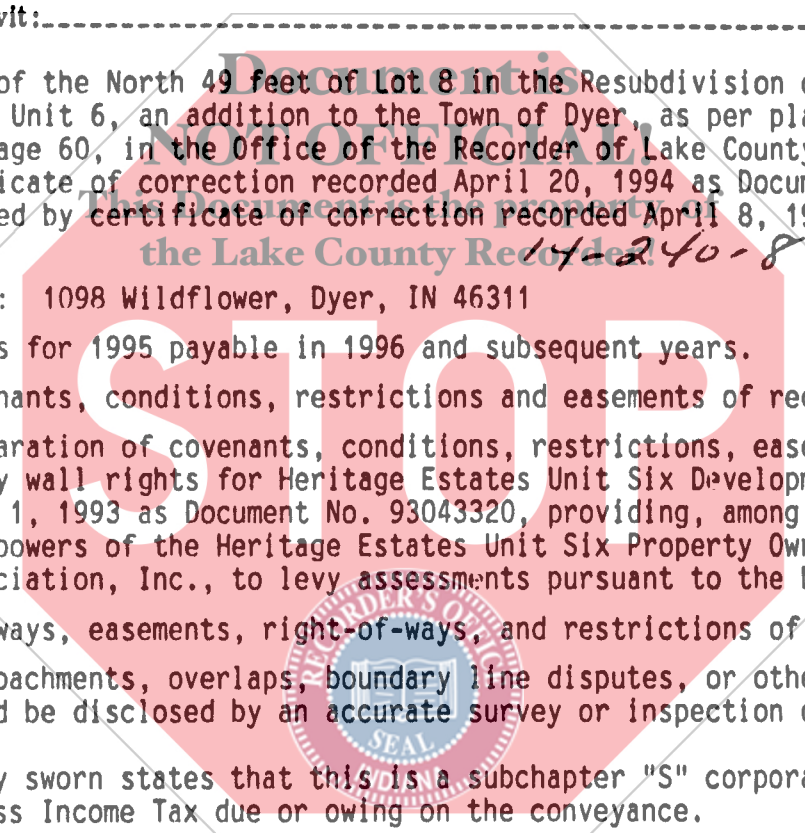 vit:
Document is
of the North 49 feet of Lot 8 in the Resubdivision o
Unit 6, an addition to the Town of Dyer, as per pla
NOT OFFICIAL!
age 60, in the Office of the Recorder of Lake County
icate of correction recorded April 20, 1994 as Docum
This Document is the property of
ed by certificate of correction recorded April 8, 19
the Lake County Recorder!
14-240-8
: 1098 Wildflower, Dyer, IN 46311
s for 1995 payable in 1996 and subsequent years.
nants, conditions, restrictions and easements of rec
STOP
aration of covenants, conditions, restrictions, ease
y wall rights for Heritage Estates Unit Six Developm
1, 1993 as Document No. 93043320, providing, among
powers of the Heritage Estates Unit Six Property Own
ciation, Inc., to levy assessments pursuant to the
ways, easements, right-of-ways, and restrictions of
RECORDER'S OFFICE
oachments, overlaps, boundary line disputes, or othe
d be disclosed by an accurate survey or inspection o
SEAL
INDIANA
y sworn states that this is a subchapter "S" corpora
ss Income Tax due or owing on the conveyance.